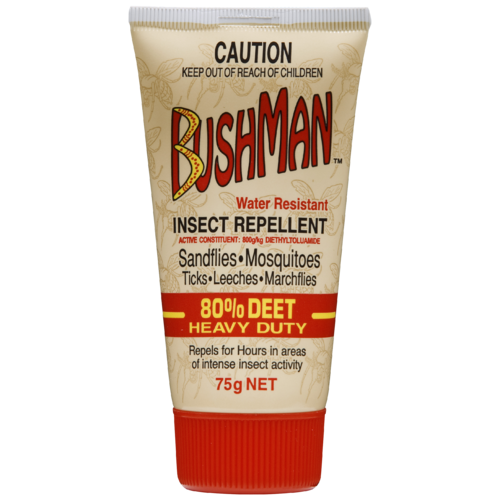 CAUTION
KEEP OUT OF REACH OF CHILDREN
BUSHMAN™
Water Resistant
INSECT REPELLENT
ACTIVE CONSTITUENT: 800g/kg DIETHYLTOLUAMIDE
Sandflies•Mosquitoes
Ticks•Leeches•Marchflies
80% DEET
HEAVY DUTY
Repels for Hours in areas
of intense insect activity
75g NET